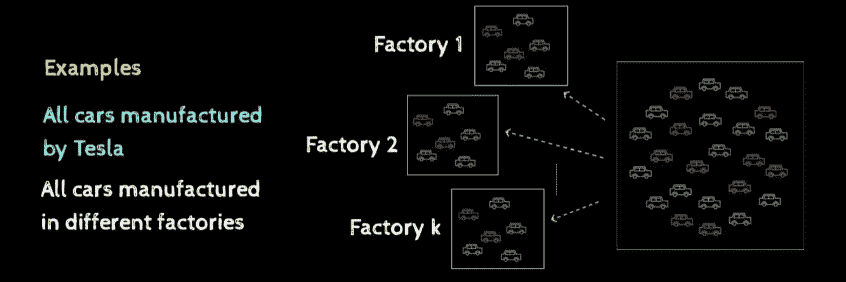 Examples
All cars manufactured
by Tesla
All cars manufactured
in different factories
Factory 1
Factory 2
Factory k